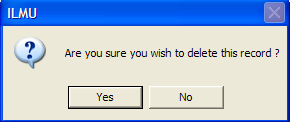 ILMU
Are you sure you wish to delete this record ?
Yes
No